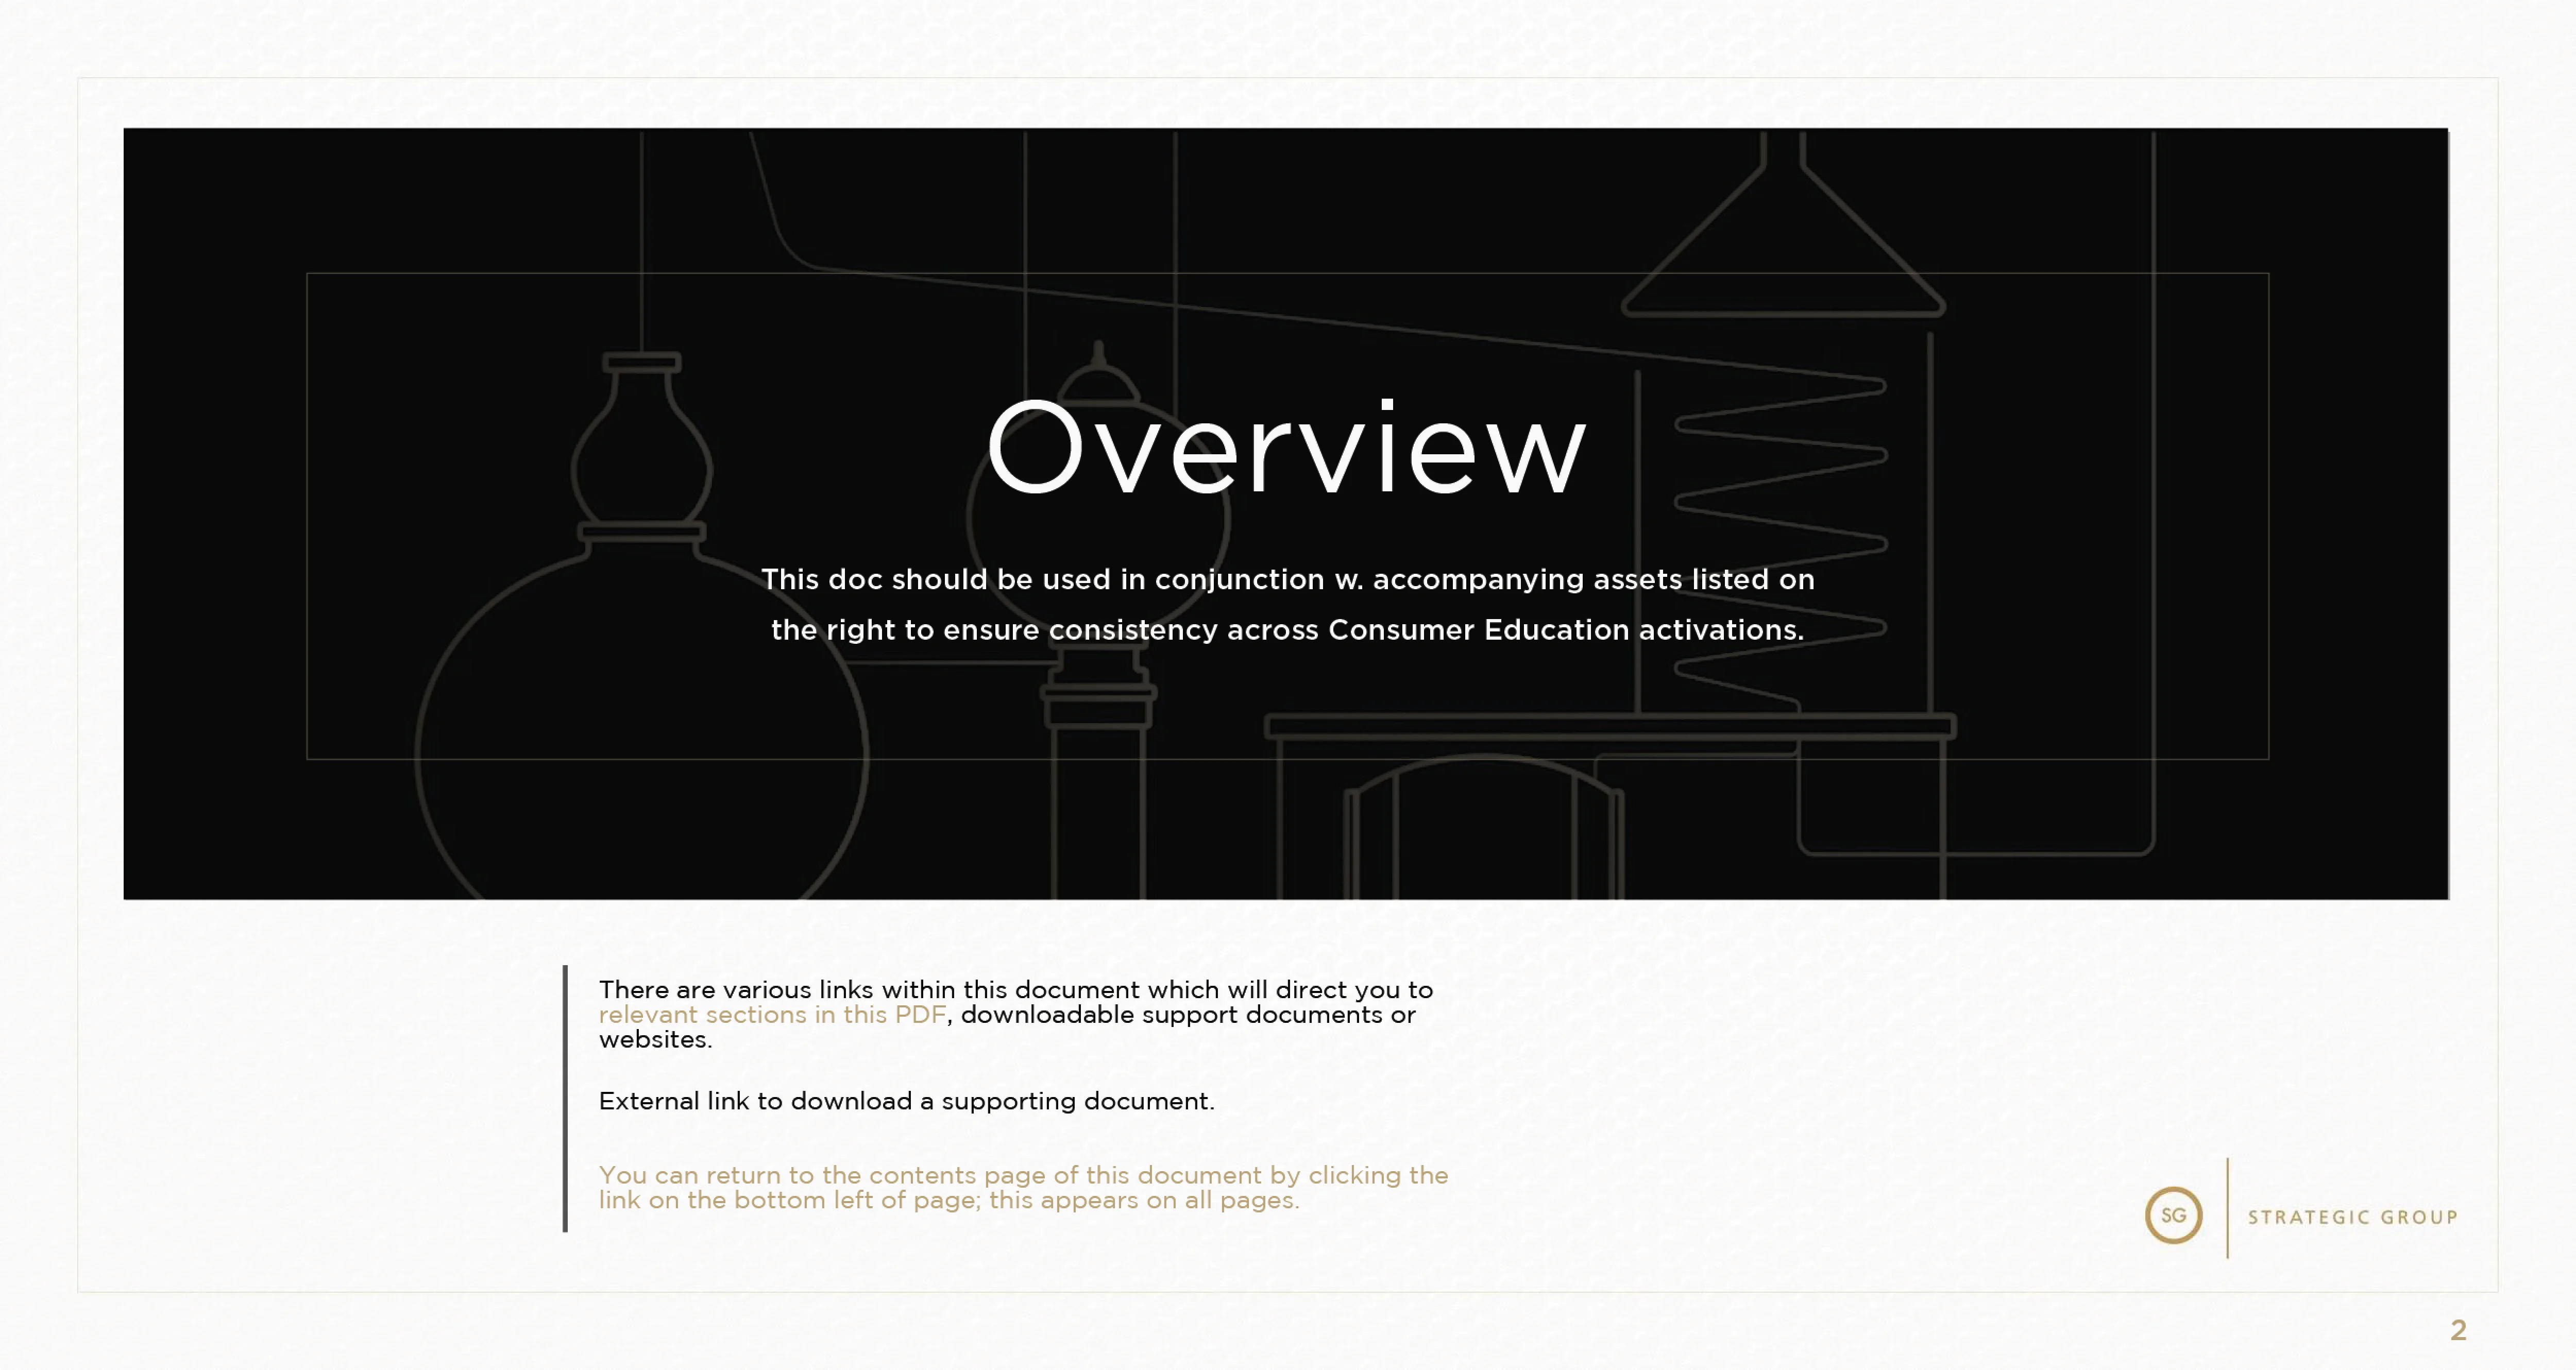 Overview
This doc should be used in conjunction w. accompanying assets listed on
the right to ensure consistency across Consumer Education activations.
There are various links within this document which will direct you to
relevant sections in this PDF, downloadable support documents or
websites.
External link to download a supporting document.
You can return to the contents page of this document by clicking the
link on the bottom left of page; this appears on all pages.
SG
STRATEGIC GROUP
2